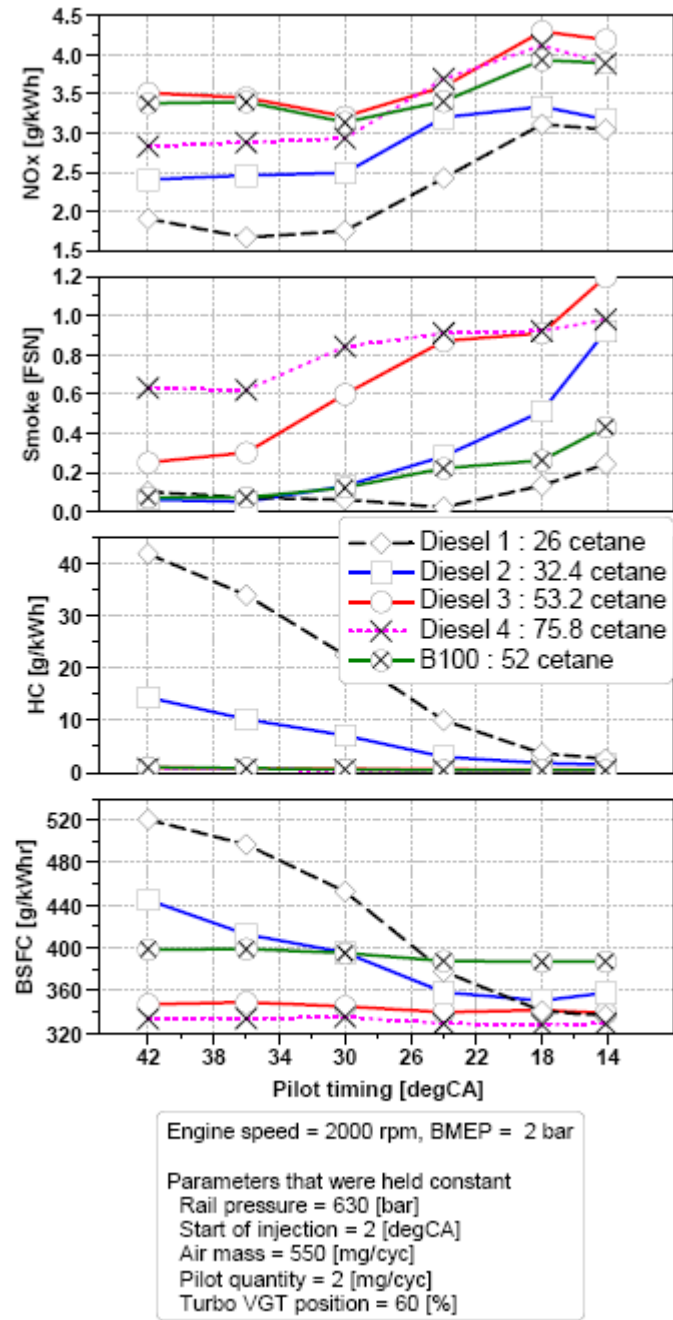 4.5
4.0
3.5
3.0
2.5
2.0
1.5
NOx [g/kWh]
1.2
1.0
0.8
0.6
0.4
0.2
0.0
Smoke [FSN]
Diesel 1 : 26 cetane
Diesel 2 : 32.4 cetane
Diesel 3 : 53.2 cetane
Diesel 4 : 75.8 cetane
B100 : 52 cetane
40
30
20
10
0
HC [g/kWh]
520
480
440
400
360
320
BSFC [g/kWhr]
42 38 34 30 26 22 18 14
Pilot timing [degCA]
Engine speed = 2000 rpm, BMEP = 2 bar
Parameters that were held constant
Rail pressure = 630 [bar]
Start of injection = 2 [degCA]
Air mass = 550 [mg/cyc]
Pilot quantity = 2 [mg/cyc]
Turbo VGT position = 60 [%]